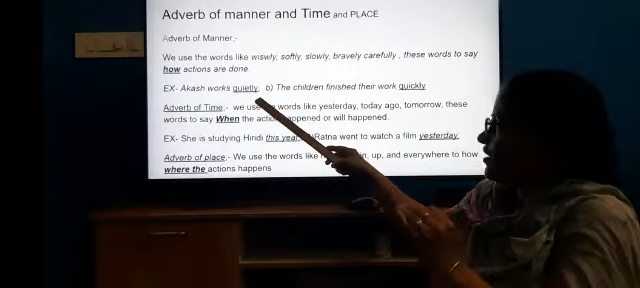 Adverb of manner and Time and PLACE
Adverb of Manner:-
We use the words like wiswly, softly, slowly, bravely carefully , these words to say
how actions are done.
EX- Akash works quietly, b) The children finished their work quickly
Adverb of Time,- we use words like yesterday, today ago, tomorrow, these
words to say When the happened or will happened.
EX- She is studying Hindi this year Ratna went to watch a film yesterday.
Adverb of place:- We use the words like up, and everywhere to how
where the actions happens